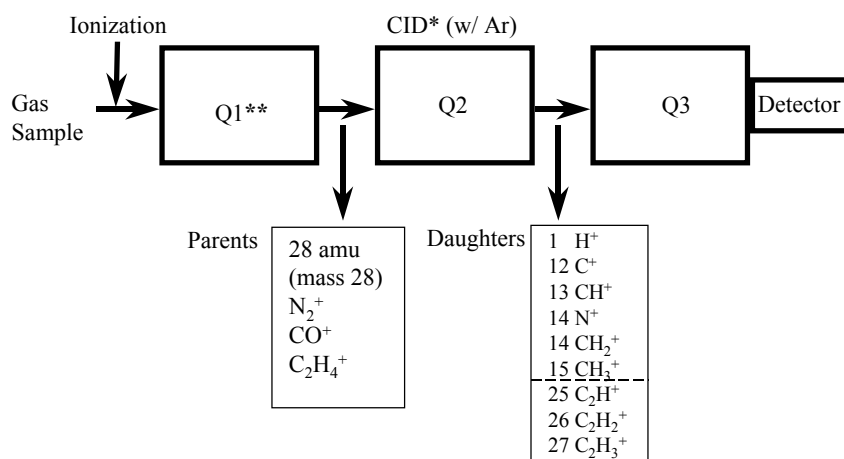 Ionization
CID* (w/ Ar)
Gas
Sample
Q1**
Q2
Q3
Detector
Parents
28 amu
(mass 28)
N₂⁺
CO⁺
C₂H₄⁺
Daughters
1 H⁺
12 C⁺
13 CH⁺
14 N⁺
14 CH₂⁺
15 CH₃⁺
25 C₂H⁺
26 C₂H₂⁺
27 C₂H₃⁺